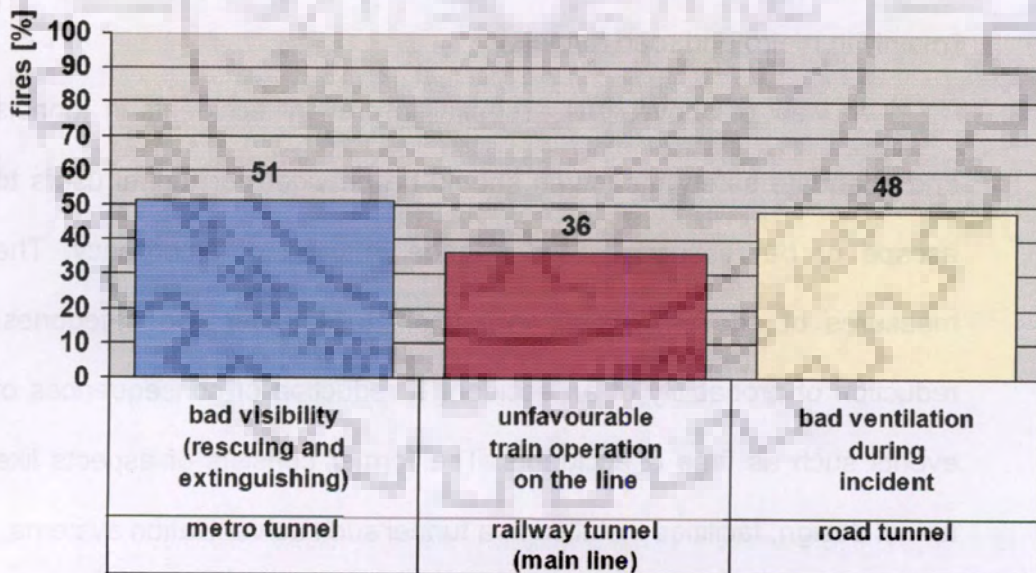 fires [%]
100
90
80
70
60
50
40
30
20
10
0
51
36
48
bad visibility
(rescuing and
extinguishing)
unfavourable
train operation
on the line
bad ventilation
during
incident
metro tunnel
railway tunnel
(main line)
road tunnel